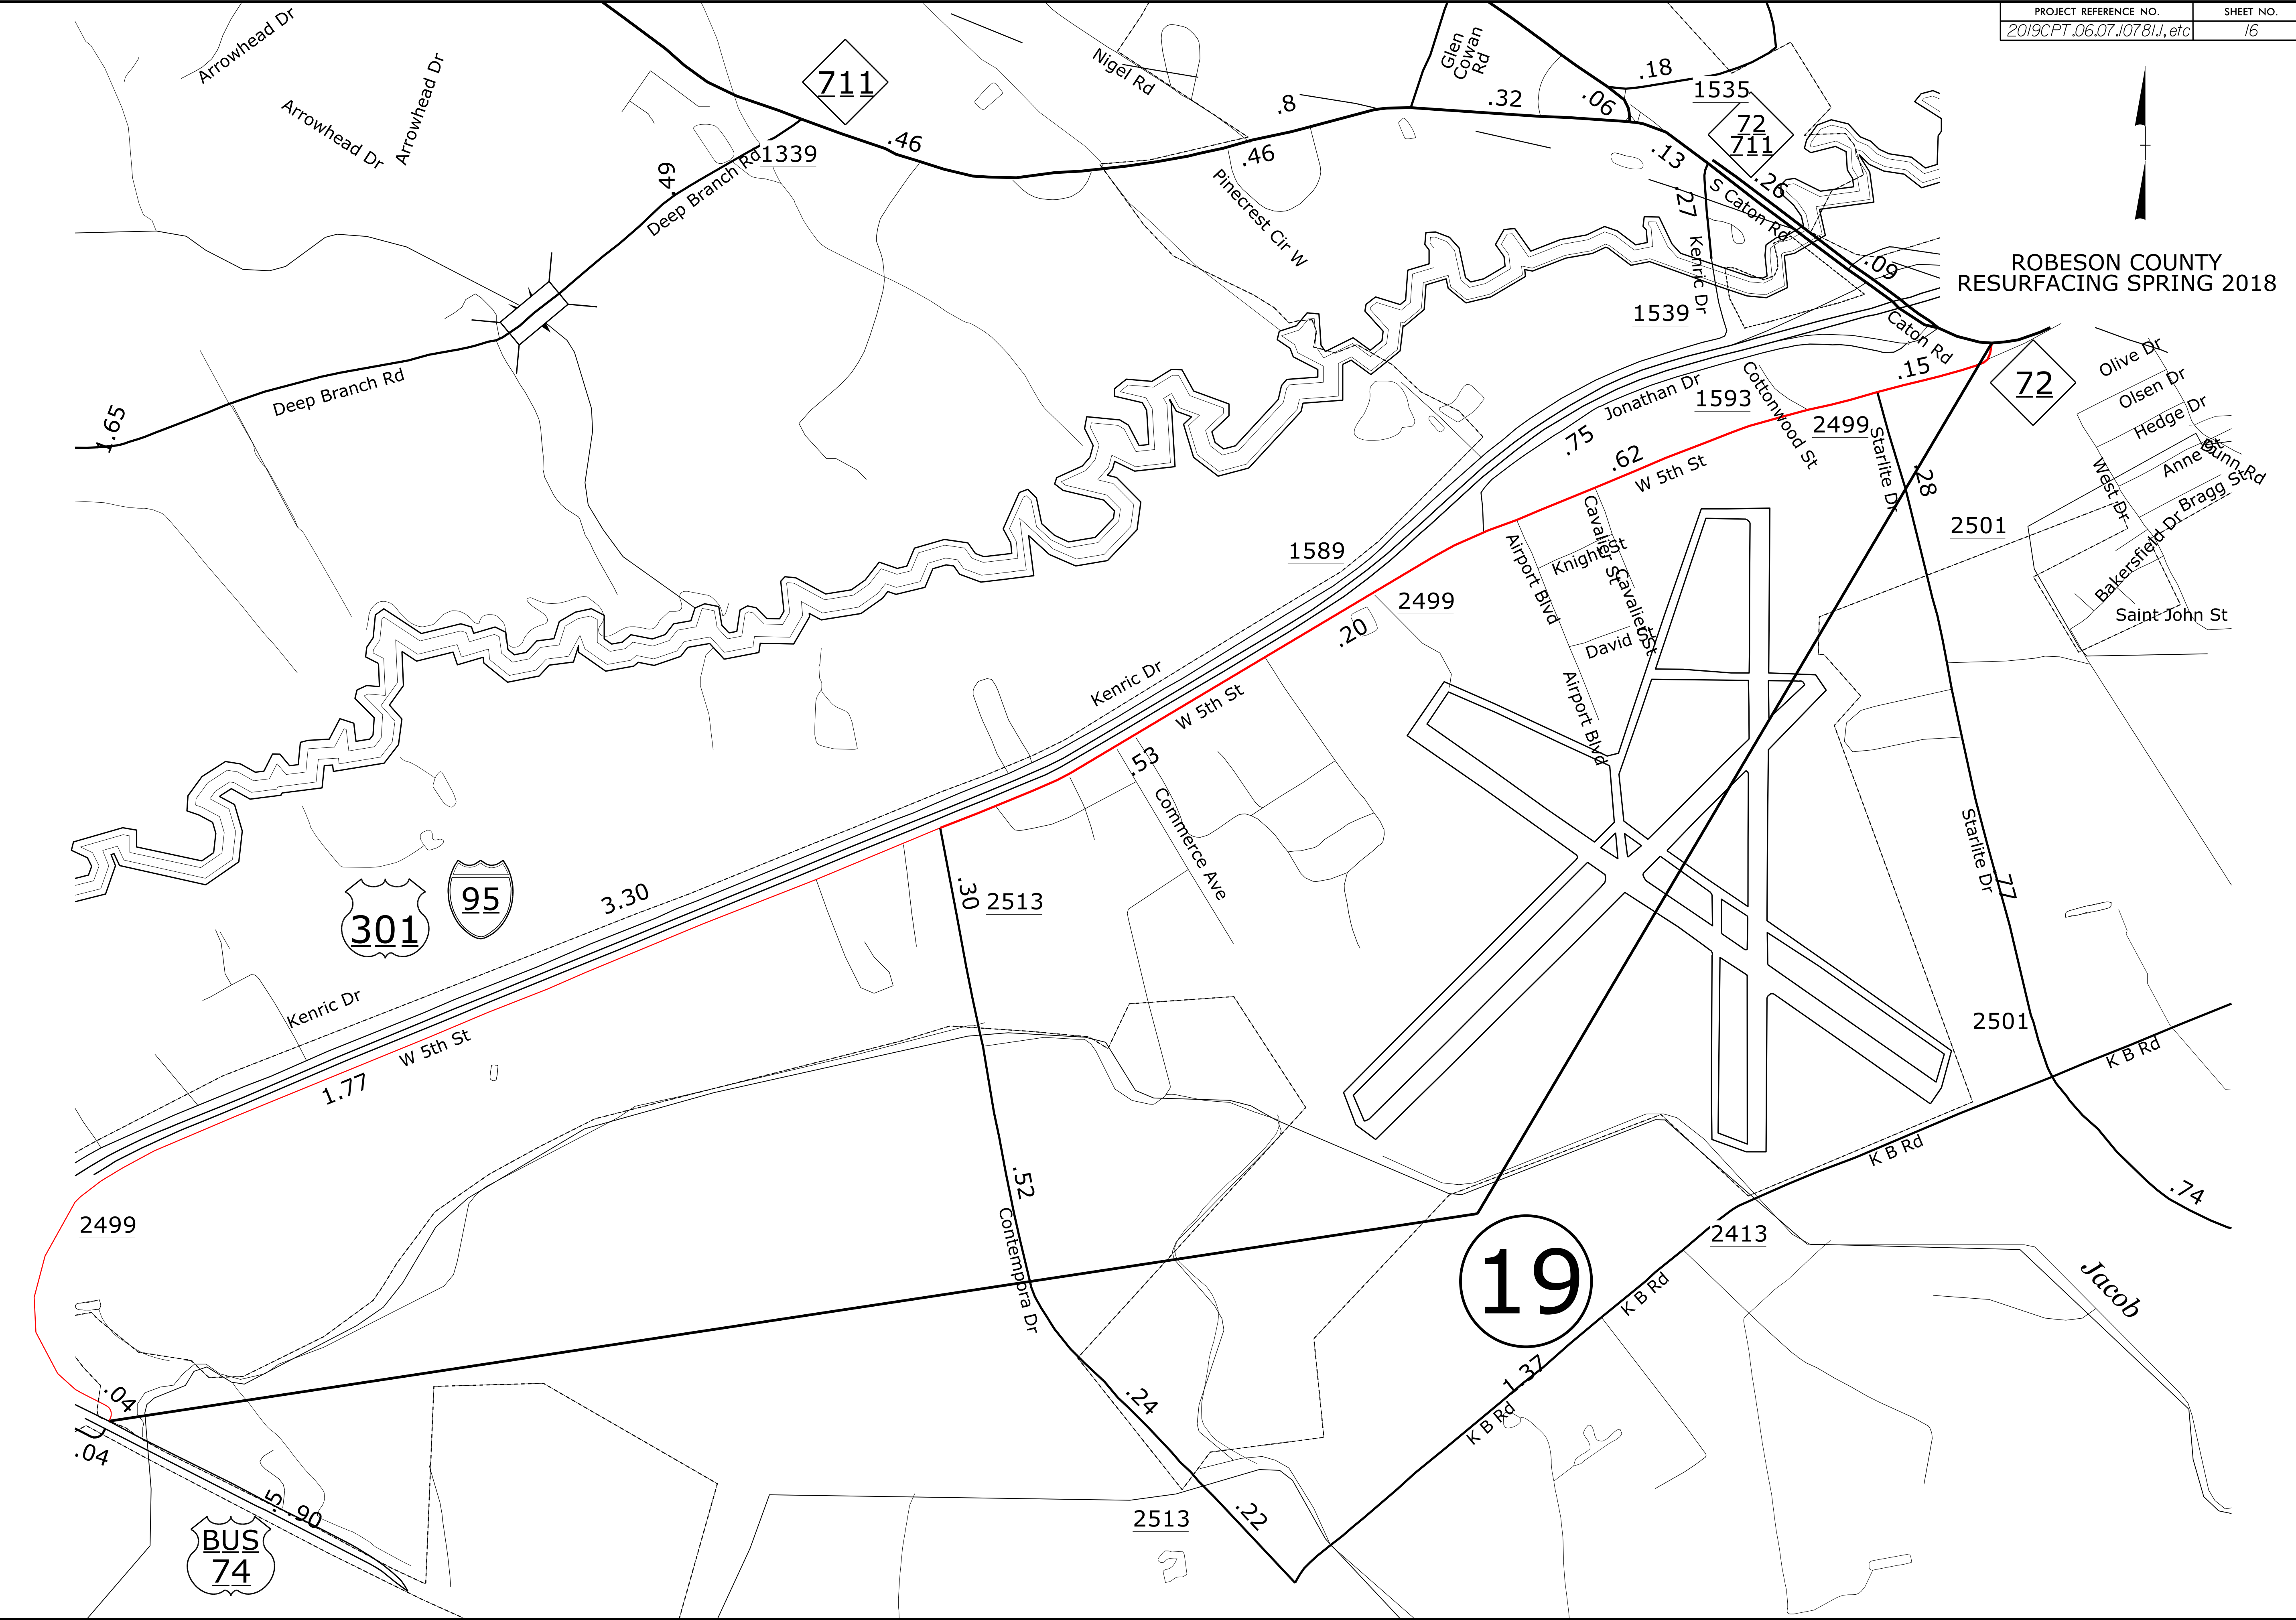 PROJECT REFERENCE NO.
SHEET NO.
2019CPT.06.07.10781.1, etc
16
ROBESON COUNTY
RESURFACING SPRING 2018
Arrowhead Dr
Arrowhead Dr
Arrowhead Dr
711
Nigel Rd
Glen
Cowan
Rd
.18
1535
.8
.32
.06
72
711
.46
.46
.13
.26
1339
.49
Deep Branch Rd
Pinecrest Cir W
.27
S Caton Rd
Kenric Dr
.09
1539
Caton Rd
.15
72
Olive Dr
Olsen Dr
Hedge Dr
Anne St
Dunn Rd
Bragg St
West Dr
Bakersfield Dr
Saint John St
Deep Branch Rd
1.65
Jonathan Dr
1593
Cottonwood St
2499
Starlite Dr
.28
.75
.62
W 5th St
2501
1589
2499
.20
Airport Blvd
Knight St
Cavalier St
Cavalier St
David St
Airport Blvd
Kenric Dr
W 5th St
.53
Commerce Ave
Starlite Dr
.77
301
95
3.30
.30
2513
Kenric Dr
W 5th St
1.77
2501
K B Rd
K B Rd
.74
2499
.52
Contempora Dr
19
2413
K B Rd
Jacob
.04
.04
.24
1.37
K B Rd
.5
.90
BUS
74
2513
.22